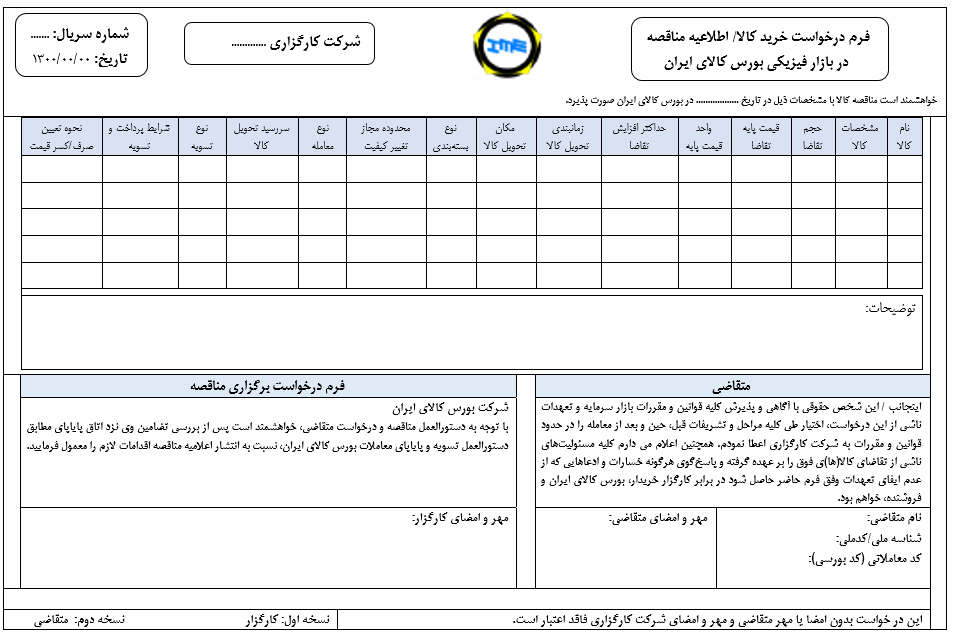 فرم درخواست خرید کالا/ اطلاعیه مناقصه
در بازار فیزیکی بورس کالای ایران
IME
شرکت کارگزاری .............
شماره سریال: .......
تاریخ: ۱۳۰۰/۰۰/۰۰
خواهشمند است مناقصه کالا با مشخصات ذیل در تاریخ .................. در بورس کالای ایران صورت پذیرد.
نام کالا
مشخصات کالا
حجم تقاضا
قیمت پایه تقاضا
واحد قیمت پایه
حداکثر افزایش تقاضا
زمانبندی تحویل کالا
مکان تحویل کالا
نوع بسته‌بندی
محدوده مجاز تغییر کیفیت
نوع معامله
سررسید تحویل کالا
نوع تسویه
شرایط پرداخت و تسویه
نحوه تعیین صرف/کسر قیمت
توضیحات:
متقاضی
اینجانب / این شخص حقوقی با آگاهی و پذیرش کلیه قوانین و مقررات بازار سرمایه و تعهدات
ناشی از این درخواست، اختیار طی کلیه مراحل و تشریفات قبل، حین و بعد از معامله را در حدود
قوانین و مقررات به شرکت کارگزاری اعطا نمودم. همچنین اعلام می دارم کلیه مسئولیت‌های
ناشی از تقاضای کالا(ها)ی فوق را بر عهده گرفته و پاسخ‌گوی هرگونه خسارات و ادعاهایی که از
عدم ایفای تعهدات وفق فرم حاضر حاصل شود در برابر کارگزار خریدار، بورس کالای ایران و
فروشنده، خواهم بود.
نام متقاضی:
شناسه ملی/کدملی:
کد معاملاتی (کد بورسی):
مهر و امضای متقاضی:
فرم درخواست برگزاری مناقصه
شرکت بورس کالای ایران
با توجه به دستورالعمل مناقصه و درخواست متقاضی، خواهشمند است پس از بررسی تضامین وی نزد اتاق پایاپای مطابق
دستورالعمل تسویه و پایاپای معاملات بورس کالای ایران، نسبت به انتشار اعلامیه مناقصه اقدامات لازم را معمول فرمایید.
مهر و امضای کارگزار:
این در خواست بدون امضا یا مهر متقاضی و مهر و امضای شرکت کارگزاری فاقد اعتبار است.
نسخه اول: کارگزار
نسخه دوم: متقاضی